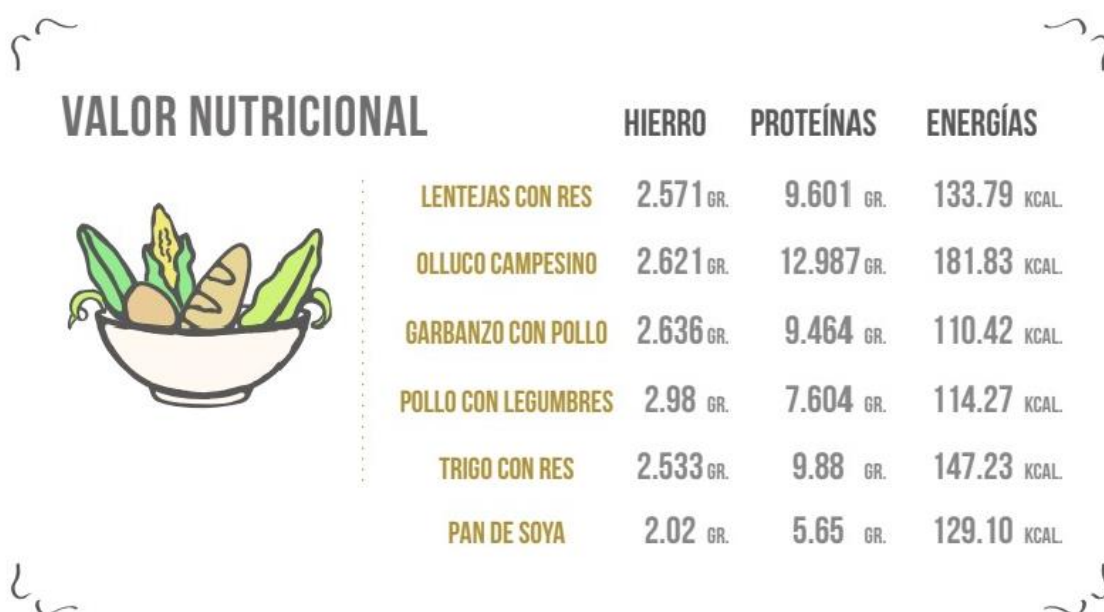 VALOR NUTRICIONAL
HIERRO PROTEÍNAS ENERGÍAS
LENTEJAS CON RES 2.571 GR. 9.601 GR. 133.79 KCAL.
OLLUCO CAMPESINO 2.621 GR. 12.987 GR. 181.83 KCAL.
GARBANZO CON POLLO 2.636 GR. 9.464 GR. 110.42 KCAL.
POLLO CON LEGUMBRES 2.98 GR. 7.604 GR. 114.27 KCAL.
TRIGO CON RES 2.533 GR. 9.88 GR. 147.23 KCAL.
PAN DE SOYA 2.02 GR. 5.65 GR. 129.10 KCAL.